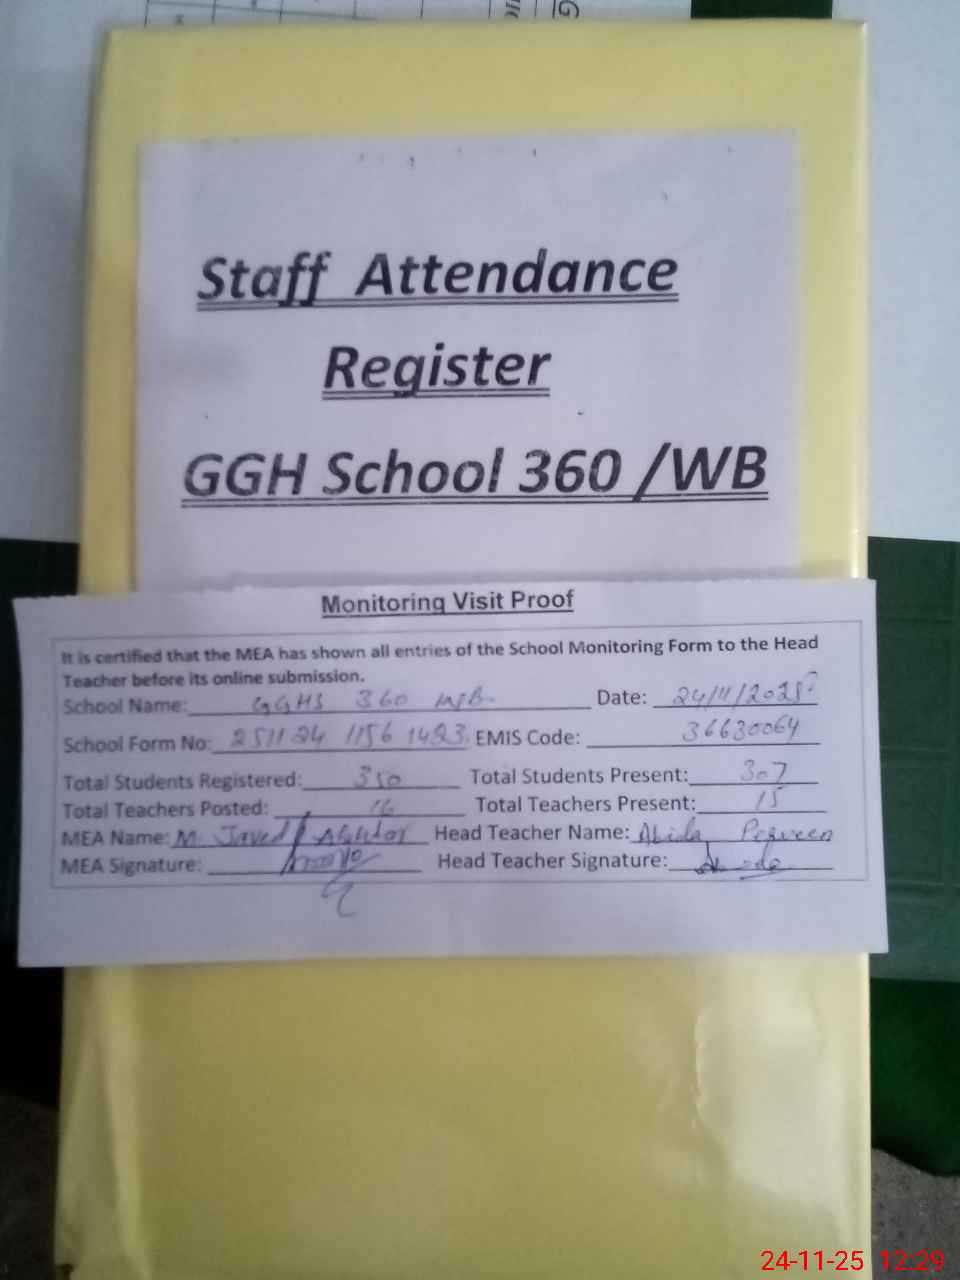 Staff Attendance
Register
GGH School 360 /WB
Monitoring Visit Proof
It is certified that the MEA has shown all entries of the School Monitoring Form to the Head
Teacher before its online submission.
School Name: GGHS 360 W/B Date: 24/11/2025
School Form No: 251124 1156 1423 EMIS Code: 36630064
Total Students Registered: 350 Total Students Present: 307
Total Teachers Posted: 16 Total Teachers Present: 15
MEA Name: M. Javed Head Teacher Name: Abida Perveen
MEA Signature: Head Teacher Signature:
24-11-25 12:29